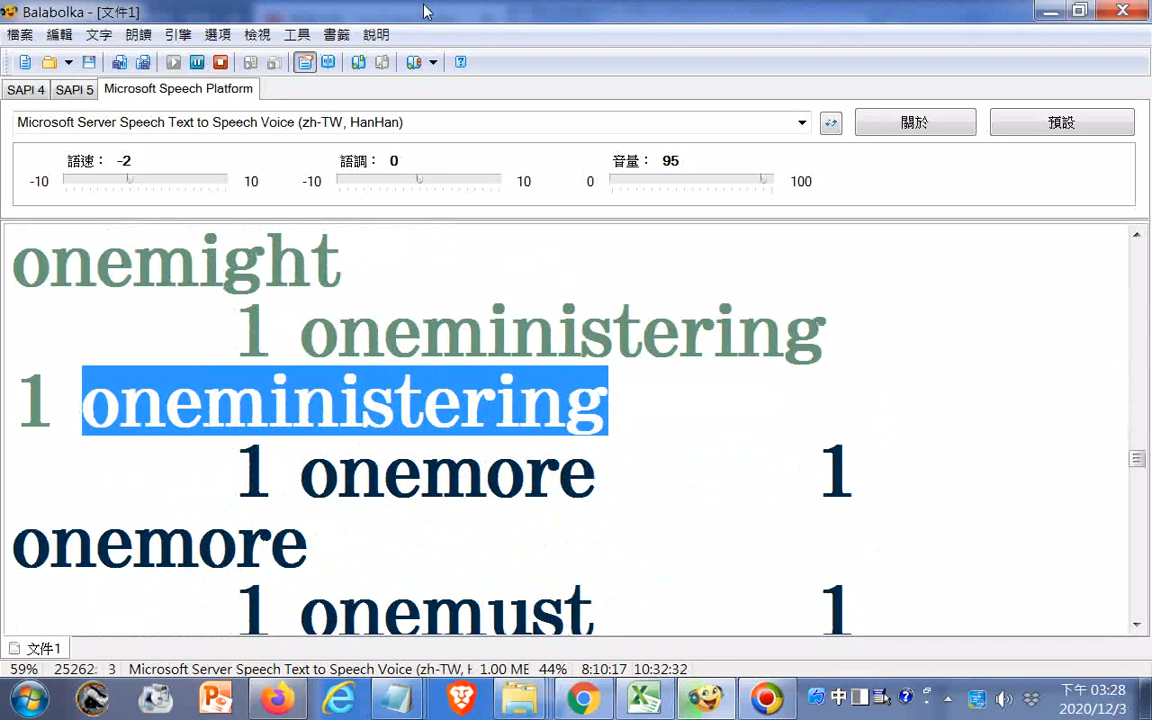 Balabolka - [文件1]
檔案 編輯 文字 朗讀 引擎 選項 檢視 工具 書籤 說明
SAPI 4 SAPI 5 Microsoft Speech Platform
Microsoft Server Speech Text to Speech Voice (zh-TW, HanHan) 關於 預設
語速： -2 語調： 0 音量： 95
-10 10 -10 10 0 100
onemight
1 oneministering
1 oneministering
1 onemore 1
onemore
1 onemust 1
文件1
59% 25262: 3 Microsoft Server Speech Text to Speech Voice (zh-TW, 1.00 ME 44% 8:10:17 10:32:32
中 下午 03:28
2020/12/3